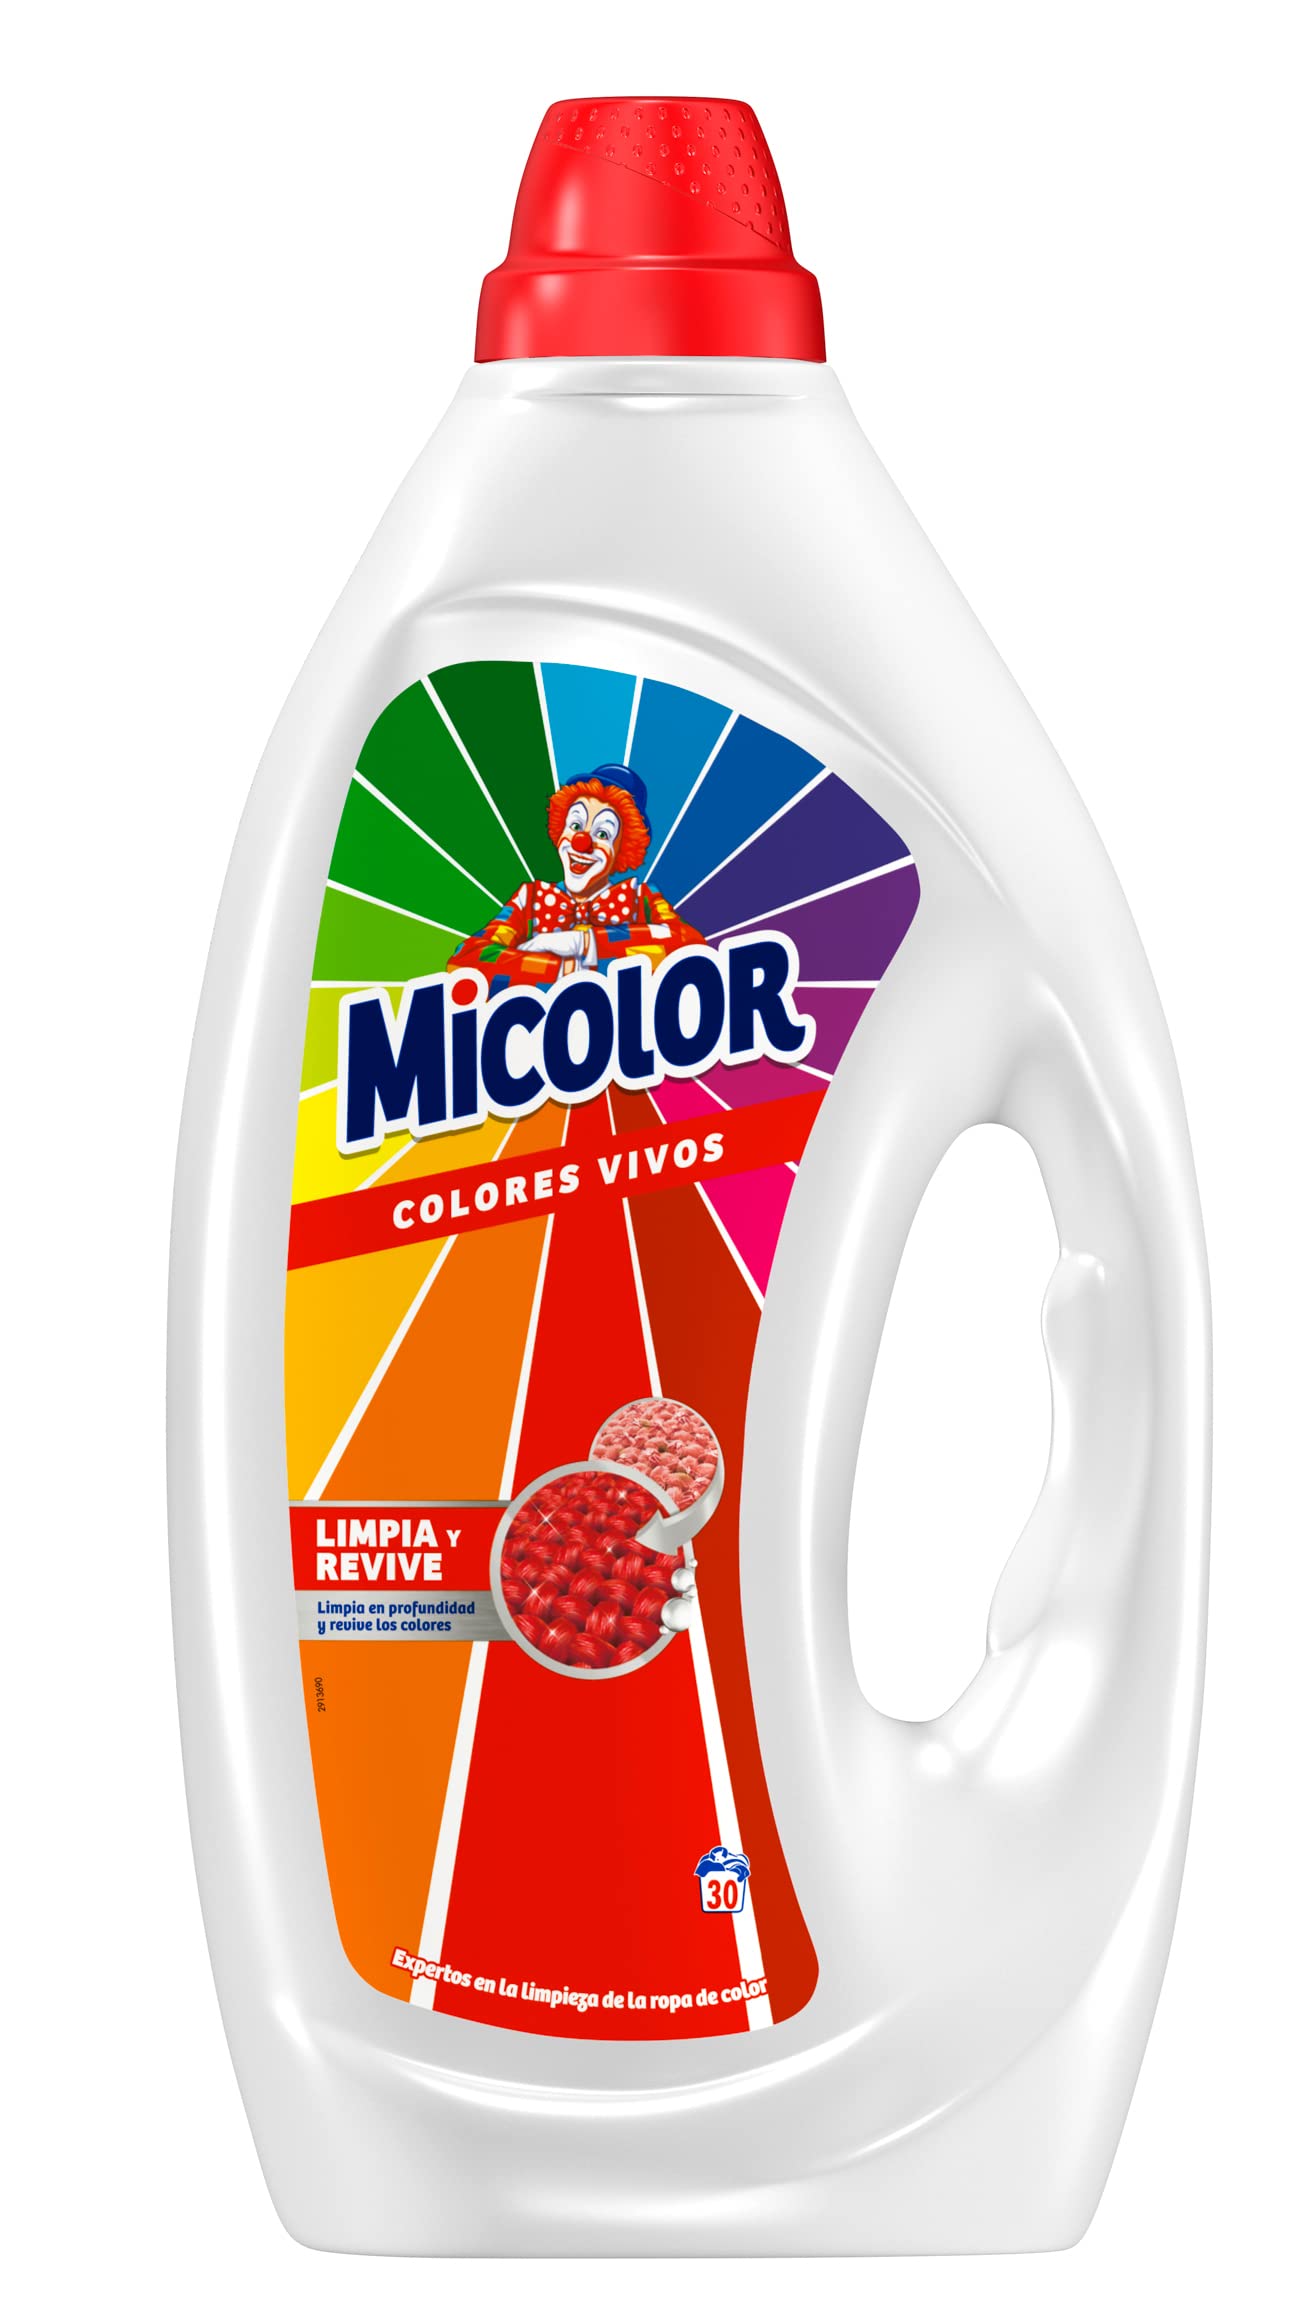 Micolor
COLORES VIVOS
LIMPIA Y
REVIVE
Limpia en profundidad
y revive los colores
2913690
30
Expertos en la limpieza de la ropa de color